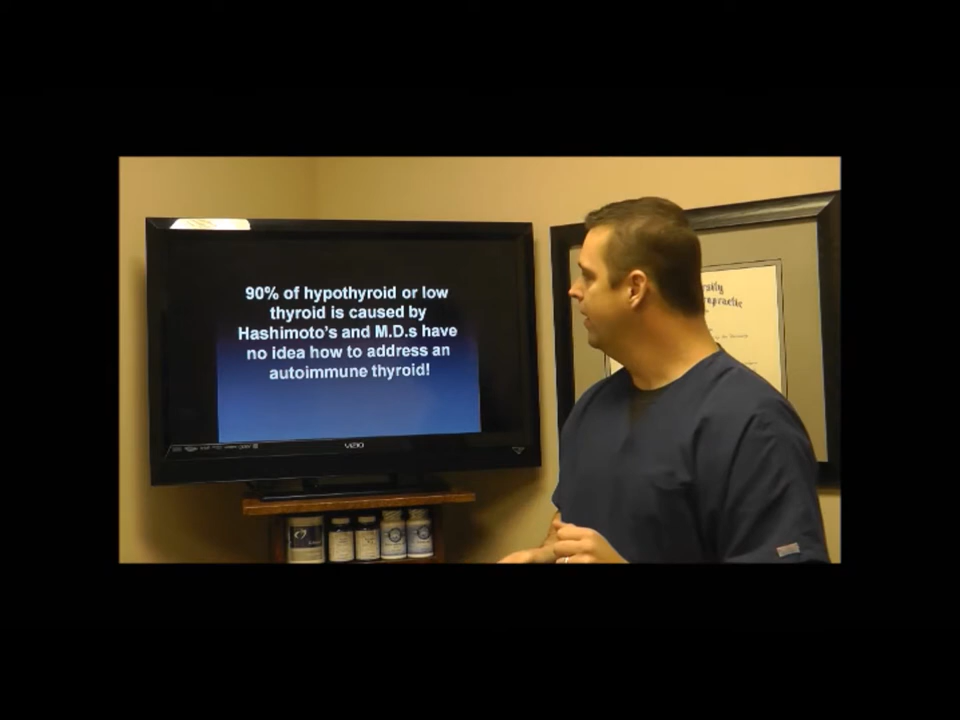 90% of hypothyroid or low
thyroid is caused by
Hashimoto's and M.D.s have
no idea how to address an
autoimmune thyroid!
VIZIO